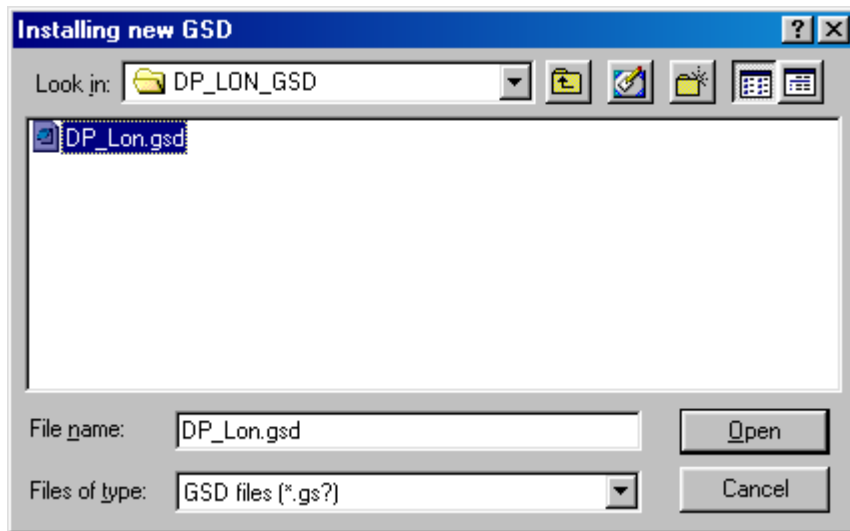 Installing new GSD
Look in: DP_LON_GSD
DP_Lon.gsd
File name: DP_Lon.gsd Open
Files of type: GSD files (*.gs?) Cancel